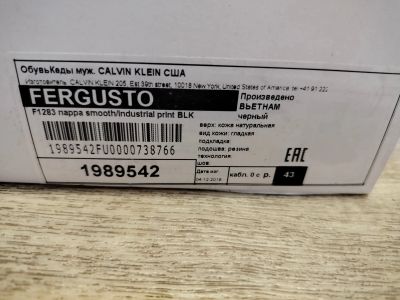 ОбувьКеды муж. CALVIN KLEIN США
Изготовитель: CALVIN KLEIN 205 Est 39th street, 10018 New York, United States of America tel +41 91 222
FERGUSTO
F1283 nappa smooth/industrial print BLK
1989542FU0000738766
1989542
Произведено
ВЬЕТНАМ
черный
верх: кожа натуральная
вид кожи: гладкая
подкладка:
подошва: резина
технология:
шов:
EAC
Дата изг.
04.12.2018
кабл. 0 с р. 43